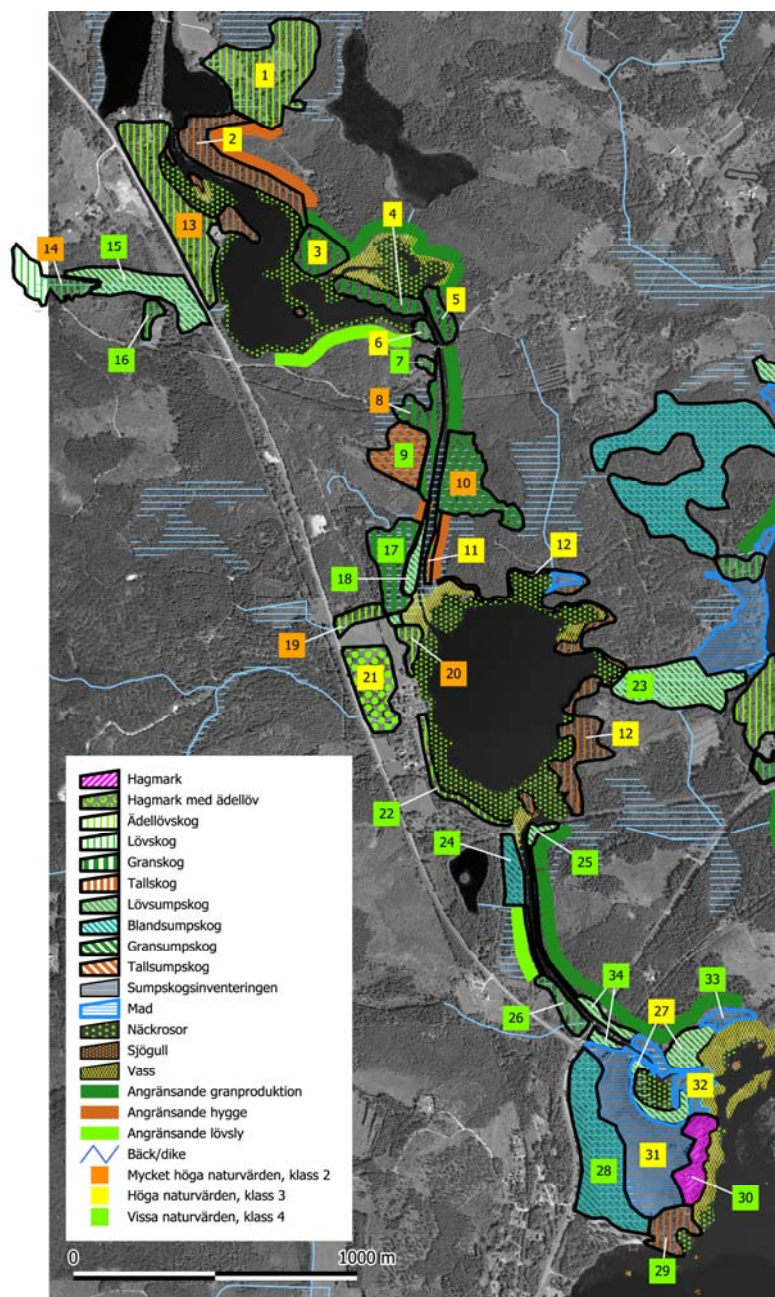 1
2
3
4
5
6
7
8
9
10
11
12
13
14
15
16
17
18
19
20
21
22
23
12
24
25
26
34
33
27
32
31
28
30
29
Hagmark
Hagmark med ädellöv
Ädellövskog
Lövskog
Granskog
Tallskog
Lövsumpskog
Blandsumpskog
Gransumpskog
Tallsumpskog
Sumpskogsinventeringen
Mad
Näckrosor
Sjögull
Vass
Angränsande granproduktion
Angränsande hygge
Angränsande lövsly
Bäck/dike
Mycket höga naturvärden, klass 2
Höga naturvärden, klass 3
Vissa naturvärden, klass 4
0 1000 m